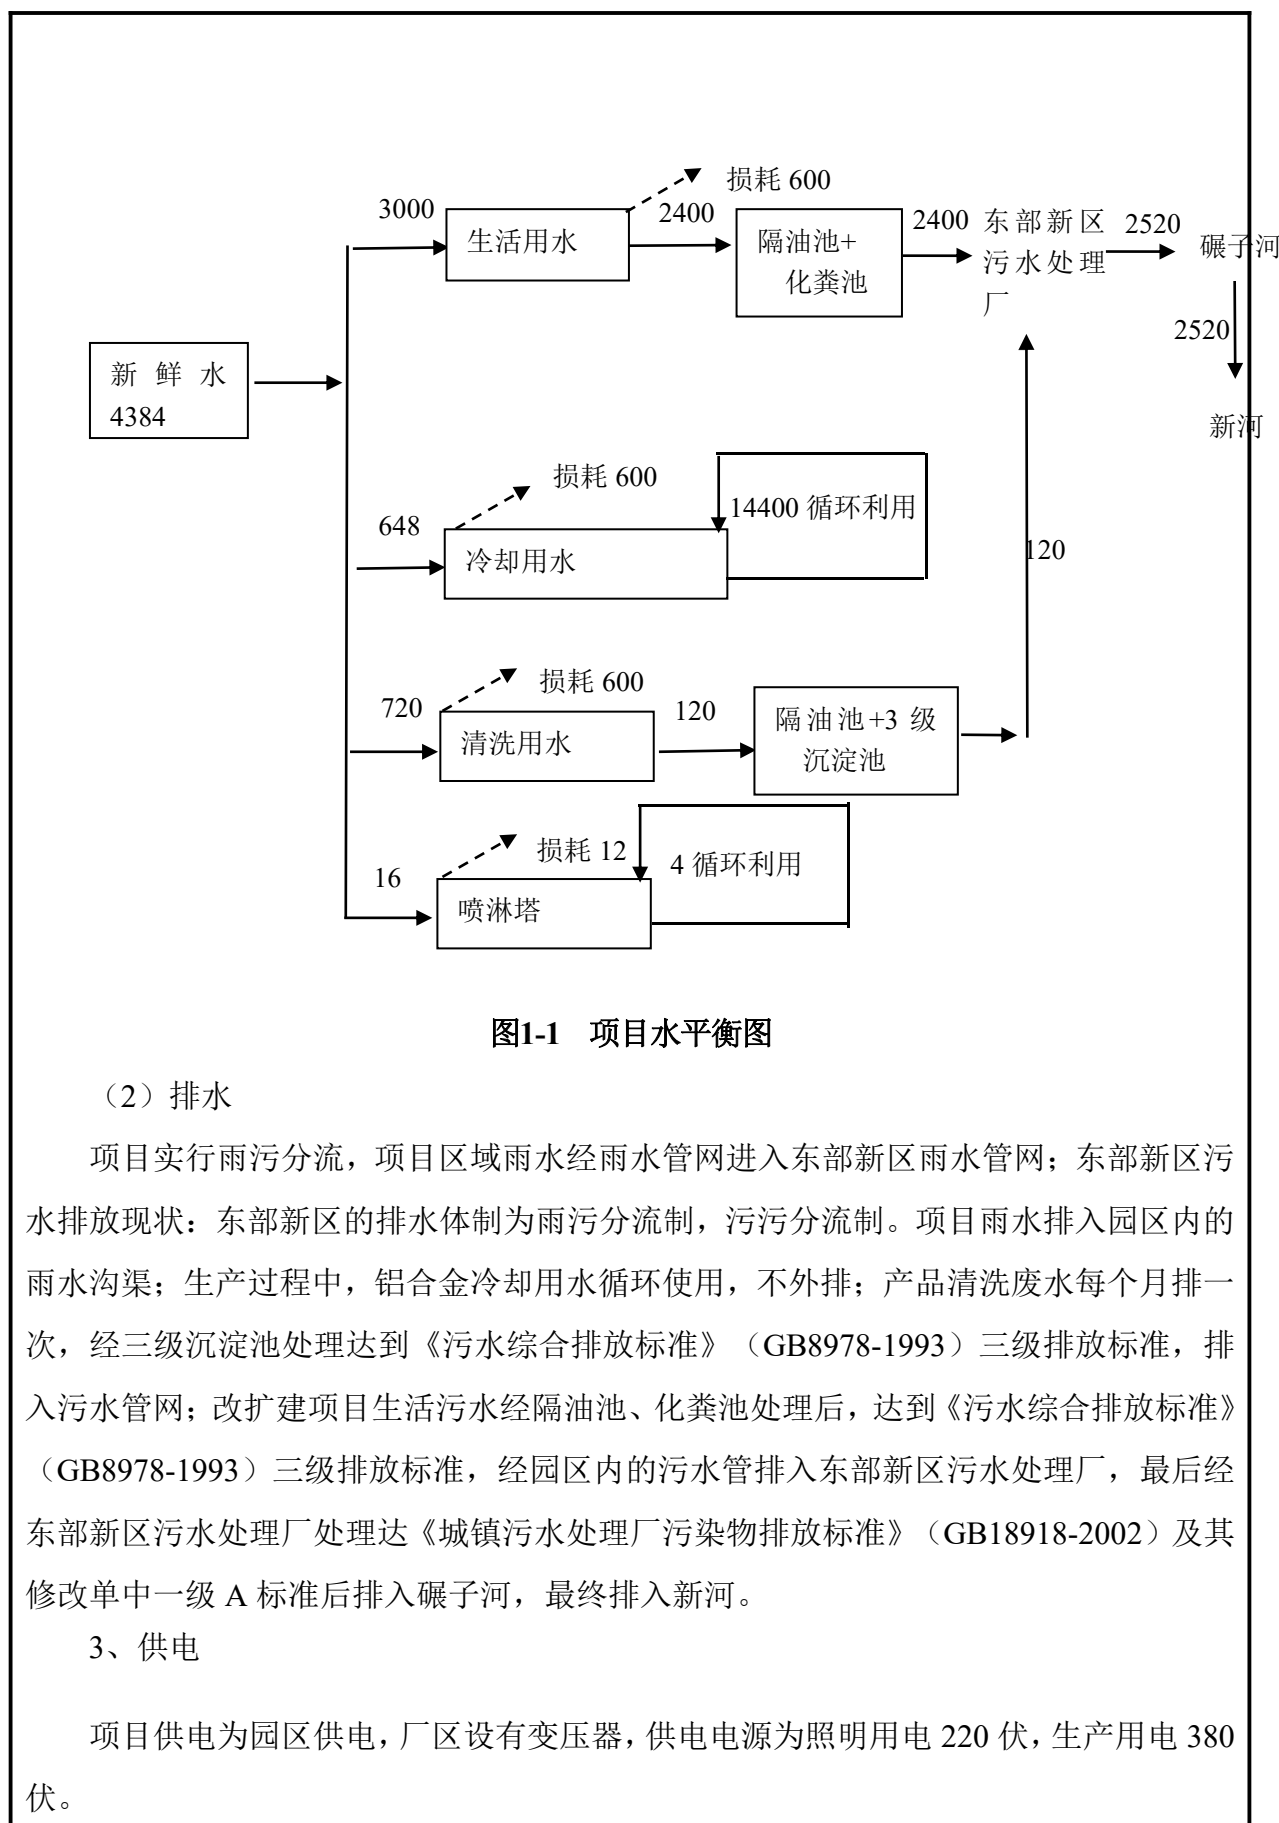 损耗 600
3000
生活用水
2400
隔油池+
化粪池
2400
东部新区
污水处理
厂
2520
碾子河
2520
新河
新鲜水
4384
损耗 600
648
冷却用水
14400 循环利用
120
损耗 600
720
清洗用水
120
隔油池+3 级
沉淀池
损耗 12
16
喷淋塔
4 循环利用
图1-1 项目水平衡图
（2）排水
项目实行雨污分流，项目区域雨水经雨水管网进入东部新区雨水管网；东部新区污
水排放现状：东部新区的排水体制为雨污分流制，污污分流制。项目雨水排入园区内的
雨水沟渠；生产过程中，铝合金冷却用水循环使用，不外排；产品清洗废水每个月排一
次，经三级沉淀池处理达到《污水综合排放标准》（GB8978-1993）三级排放标准，排
入污水管网；改扩建项目生活污水经隔油池、化粪池处理后，达到《污水综合排放标准》
（GB8978-1993）三级排放标准，经园区内的污水管排入东部新区污水处理厂，最后经
东部新区污水处理厂处理达《城镇污水处理厂污染物排放标准》（GB18918-2002）及其
修改单中一级 A 标准后排入碾子河，最终排入新河。
3、供电
项目供电为园区供电，厂区设有变压器，供电电源为照明用电 220 伏，生产用电 380
伏。